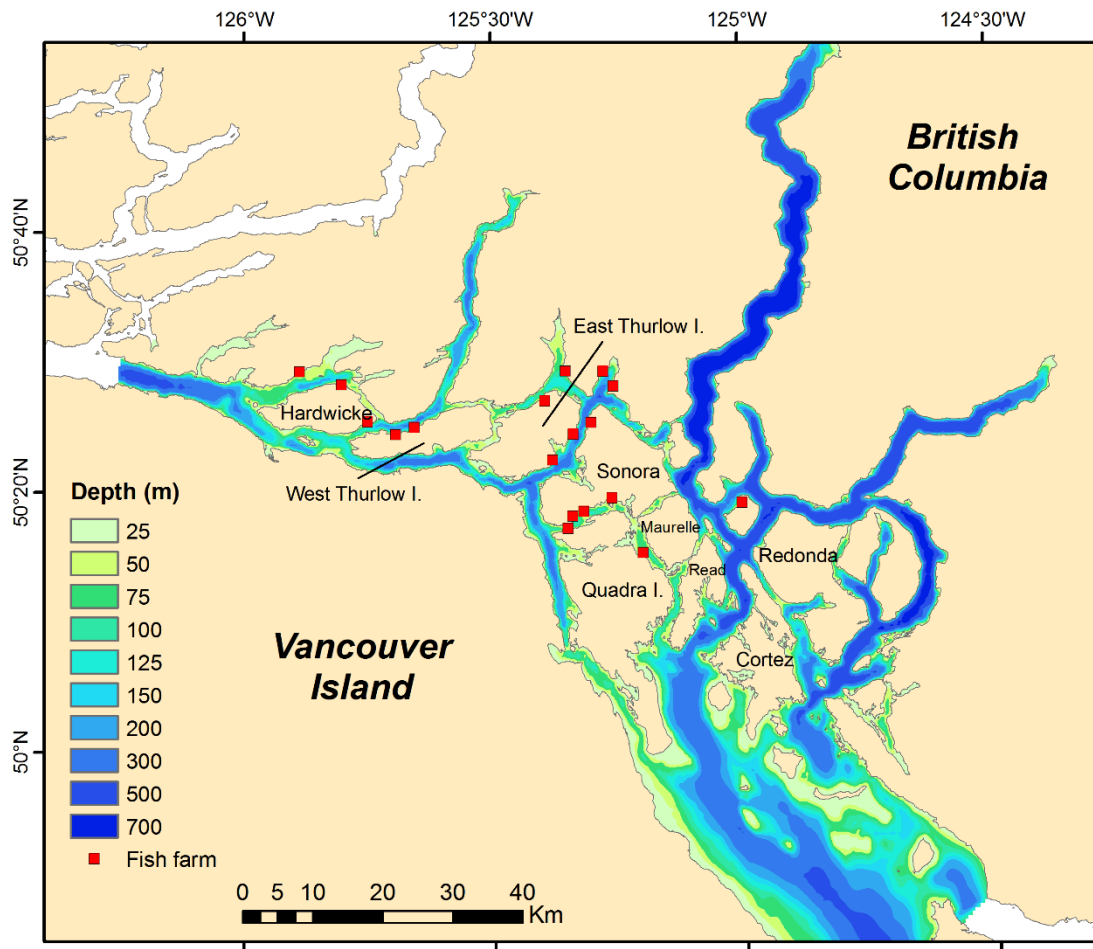 126°W
125°30'W
125°W
124°30'W
British
Columbia
50°40'N
East Thurlow I.
Hardwicke
50°20'N
Sonora
West Thurlow I.
Depth (m)
25
50
75
100
125
150
200
300
500
700
Fish farm
Maurelle
Redonda
Read
Quadra I.
Vancouver
Island
Cortez
50°N
0 5 10 20 30 40
Km